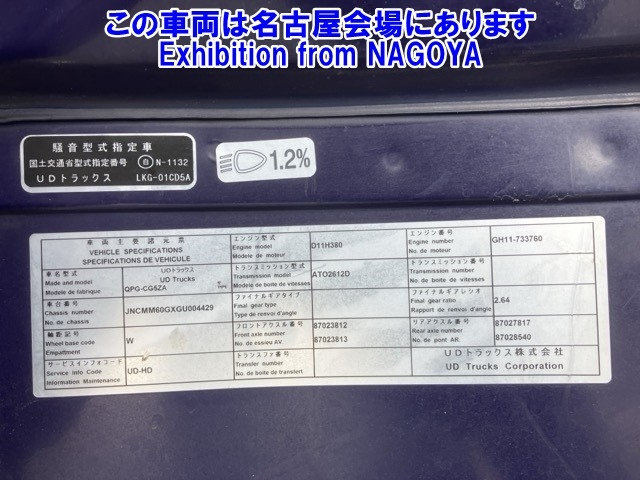 この車両は名古屋会場にあります
Exhibition from NAGOYA
騒音型式指定車
国土交通省型式指定番号 自 N-1132
UDトラックス LKG-01CD5A
1.2%
車両主要諸元表
VEHICLE SPECIFICATIONS
SPECIFICATIONS DE VEHICULE
エンジン型式
Engine model
Modele de moteur
D11H380
エンジン番号
Engine number
No. de moteur
GH11-733760
車名型式
Made and model
Modele de fabrique
UDトラックス
UD Trucks
QPG-CG5ZA
トランスミッション型式
Transmission model
Modele de boite de vitesses
ATO2612D
トランスミッション番号
Transmission number
No. de boite de vitesses
車台番号
Chassis number
No. de chassis
JNCMM60GXGU004429
ファイナルギアタイプ
Final gear type
Type de renvoi d'angle
ファイナルギアレシオ
Final gear ratio
Rapport de renvoi d'angle
2.64
軸距記号
Wheel base code
Empattment
W
フロントアクスル番号
Front axle number
No. de essieu AV.
87023812
87023813
リアアクスル番号
Rear axle number
No. de pont AR.
87027817
87028540
サービスインフォコード
Service info Code
Information Maintenance
UD-HD
トランスファ番号
Transfer number
No. de boite de transfert
UDトラックス株式会社
UD Trucks Corporation